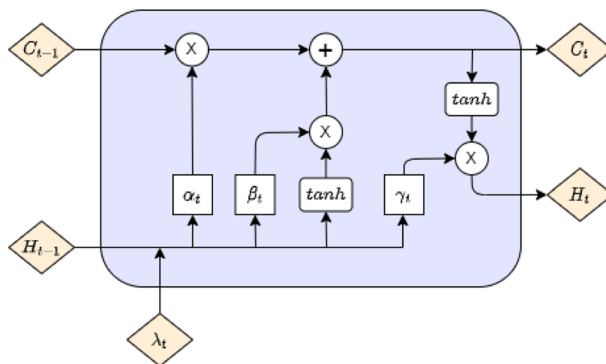 C_{t-1}
X
+
C_t
tanh
X
X
α_t
β_t
tanh
γ_t
H_t
H_{t-1}
λ_t